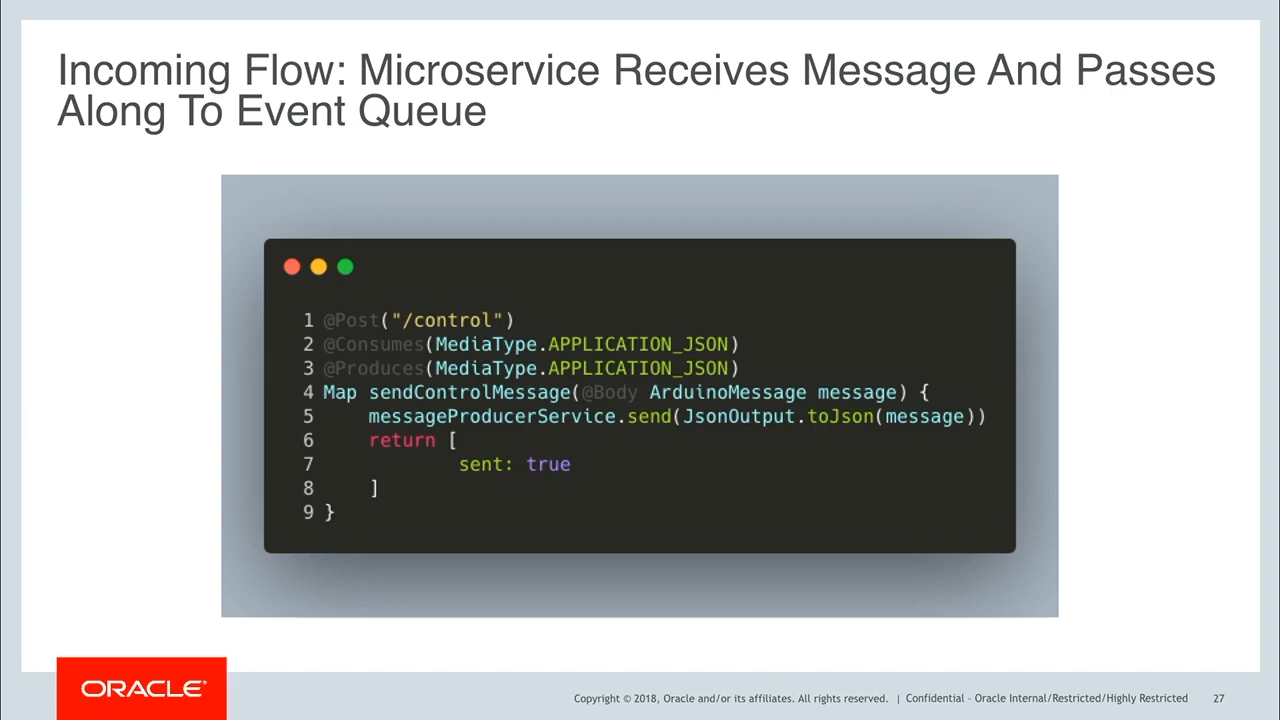 Incoming Flow: Microservice Receives Message And Passes
Along To Event Queue
1 @Post("/control")
2 @Consumes(MediaType.APPLICATION_JSON)
3 @Produces(MediaType.APPLICATION_JSON)
4 Map sendControlMessage(@Body ArduinoMessage message) {
5     messageProducerService.send(JsonOutput.toJson(message))
6     return [
7             sent: true
8     ]
9 }
ORACLE®
Copyright © 2018, Oracle and/or its affiliates. All rights reserved. | Confidential – Oracle Internal/Restricted/Highly Restricted 27